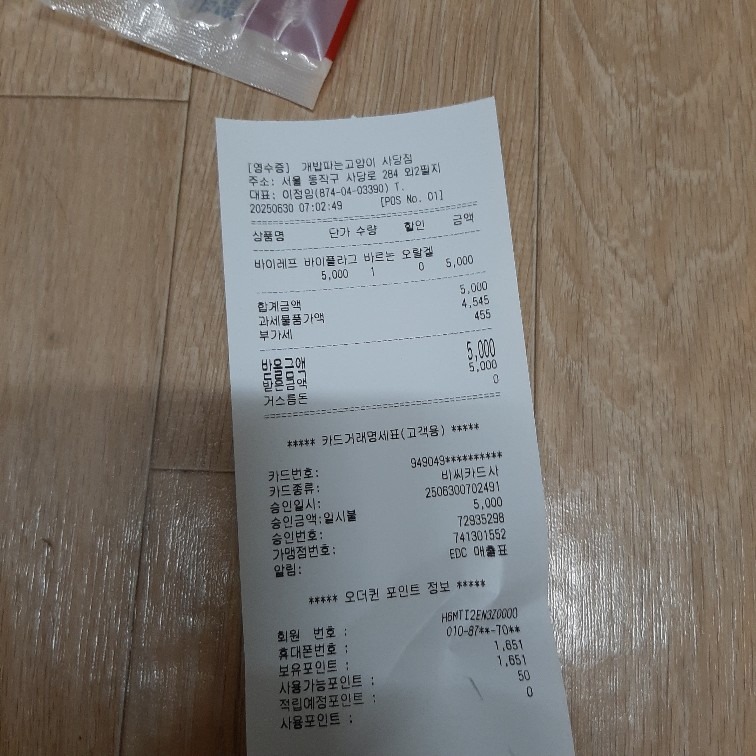 [영수증] 개밥파는고양이 사당점
주소: 서울 동작구 사당로 284 외2필지
대표: 이정임(874-04-03390) T.
20250630 07:02:49 [POS No. 01]
상품명 단가 수량 할인 금액
바이레프 바이플라그 바르는 오랄겔
5,000 1 0 5,000
합계금액 5,000
과세물품가액 4,545
부가세 455
받을금액 5,000
받은금액 5,000
거스름돈 0
***** 카드거래명세표(고객용) *****
카드번호: 949049**********
카드종류: 비씨카드사
승인일시: 2506300702491
승인금액:일시불 5,000
승인번호: 72935298
가맹점번호: 741301552
알림: EDC 매출표
***** 오더퀸 포인트 정보 *****
회원 번호 : H6MTI2EN3Z0000
휴대폰번호 : 010-87**-70**
보유포인트 : 1,651
사용가능포인트 : 1,651
적립예정포인트 : 50
사용포인트 : 0